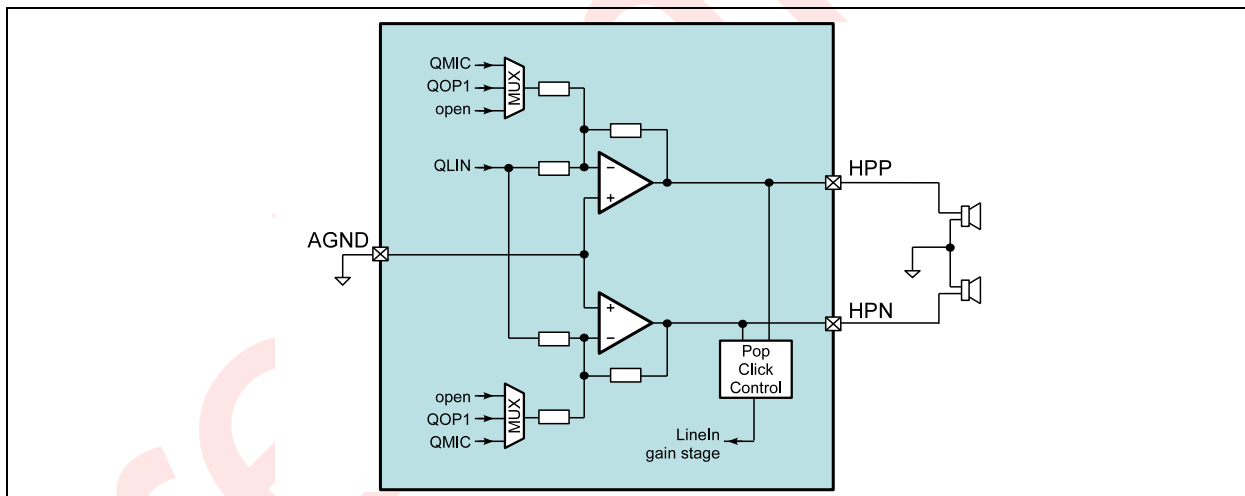 QMIC
QOP1
open
MUX
QLIN
−
+
HPP
AGND
+
−
HPN
Pop
Click
Control
open
QOP1
QMIC
MUX
LineIn
gain stage